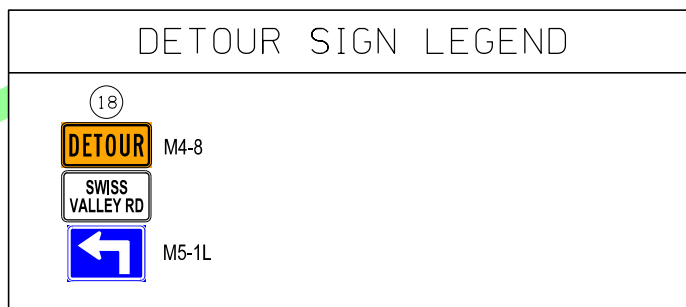 DETOUR SIGN LEGEND
18
DETOUR M4-8
SWISS
VALLEY RD
M5-1L